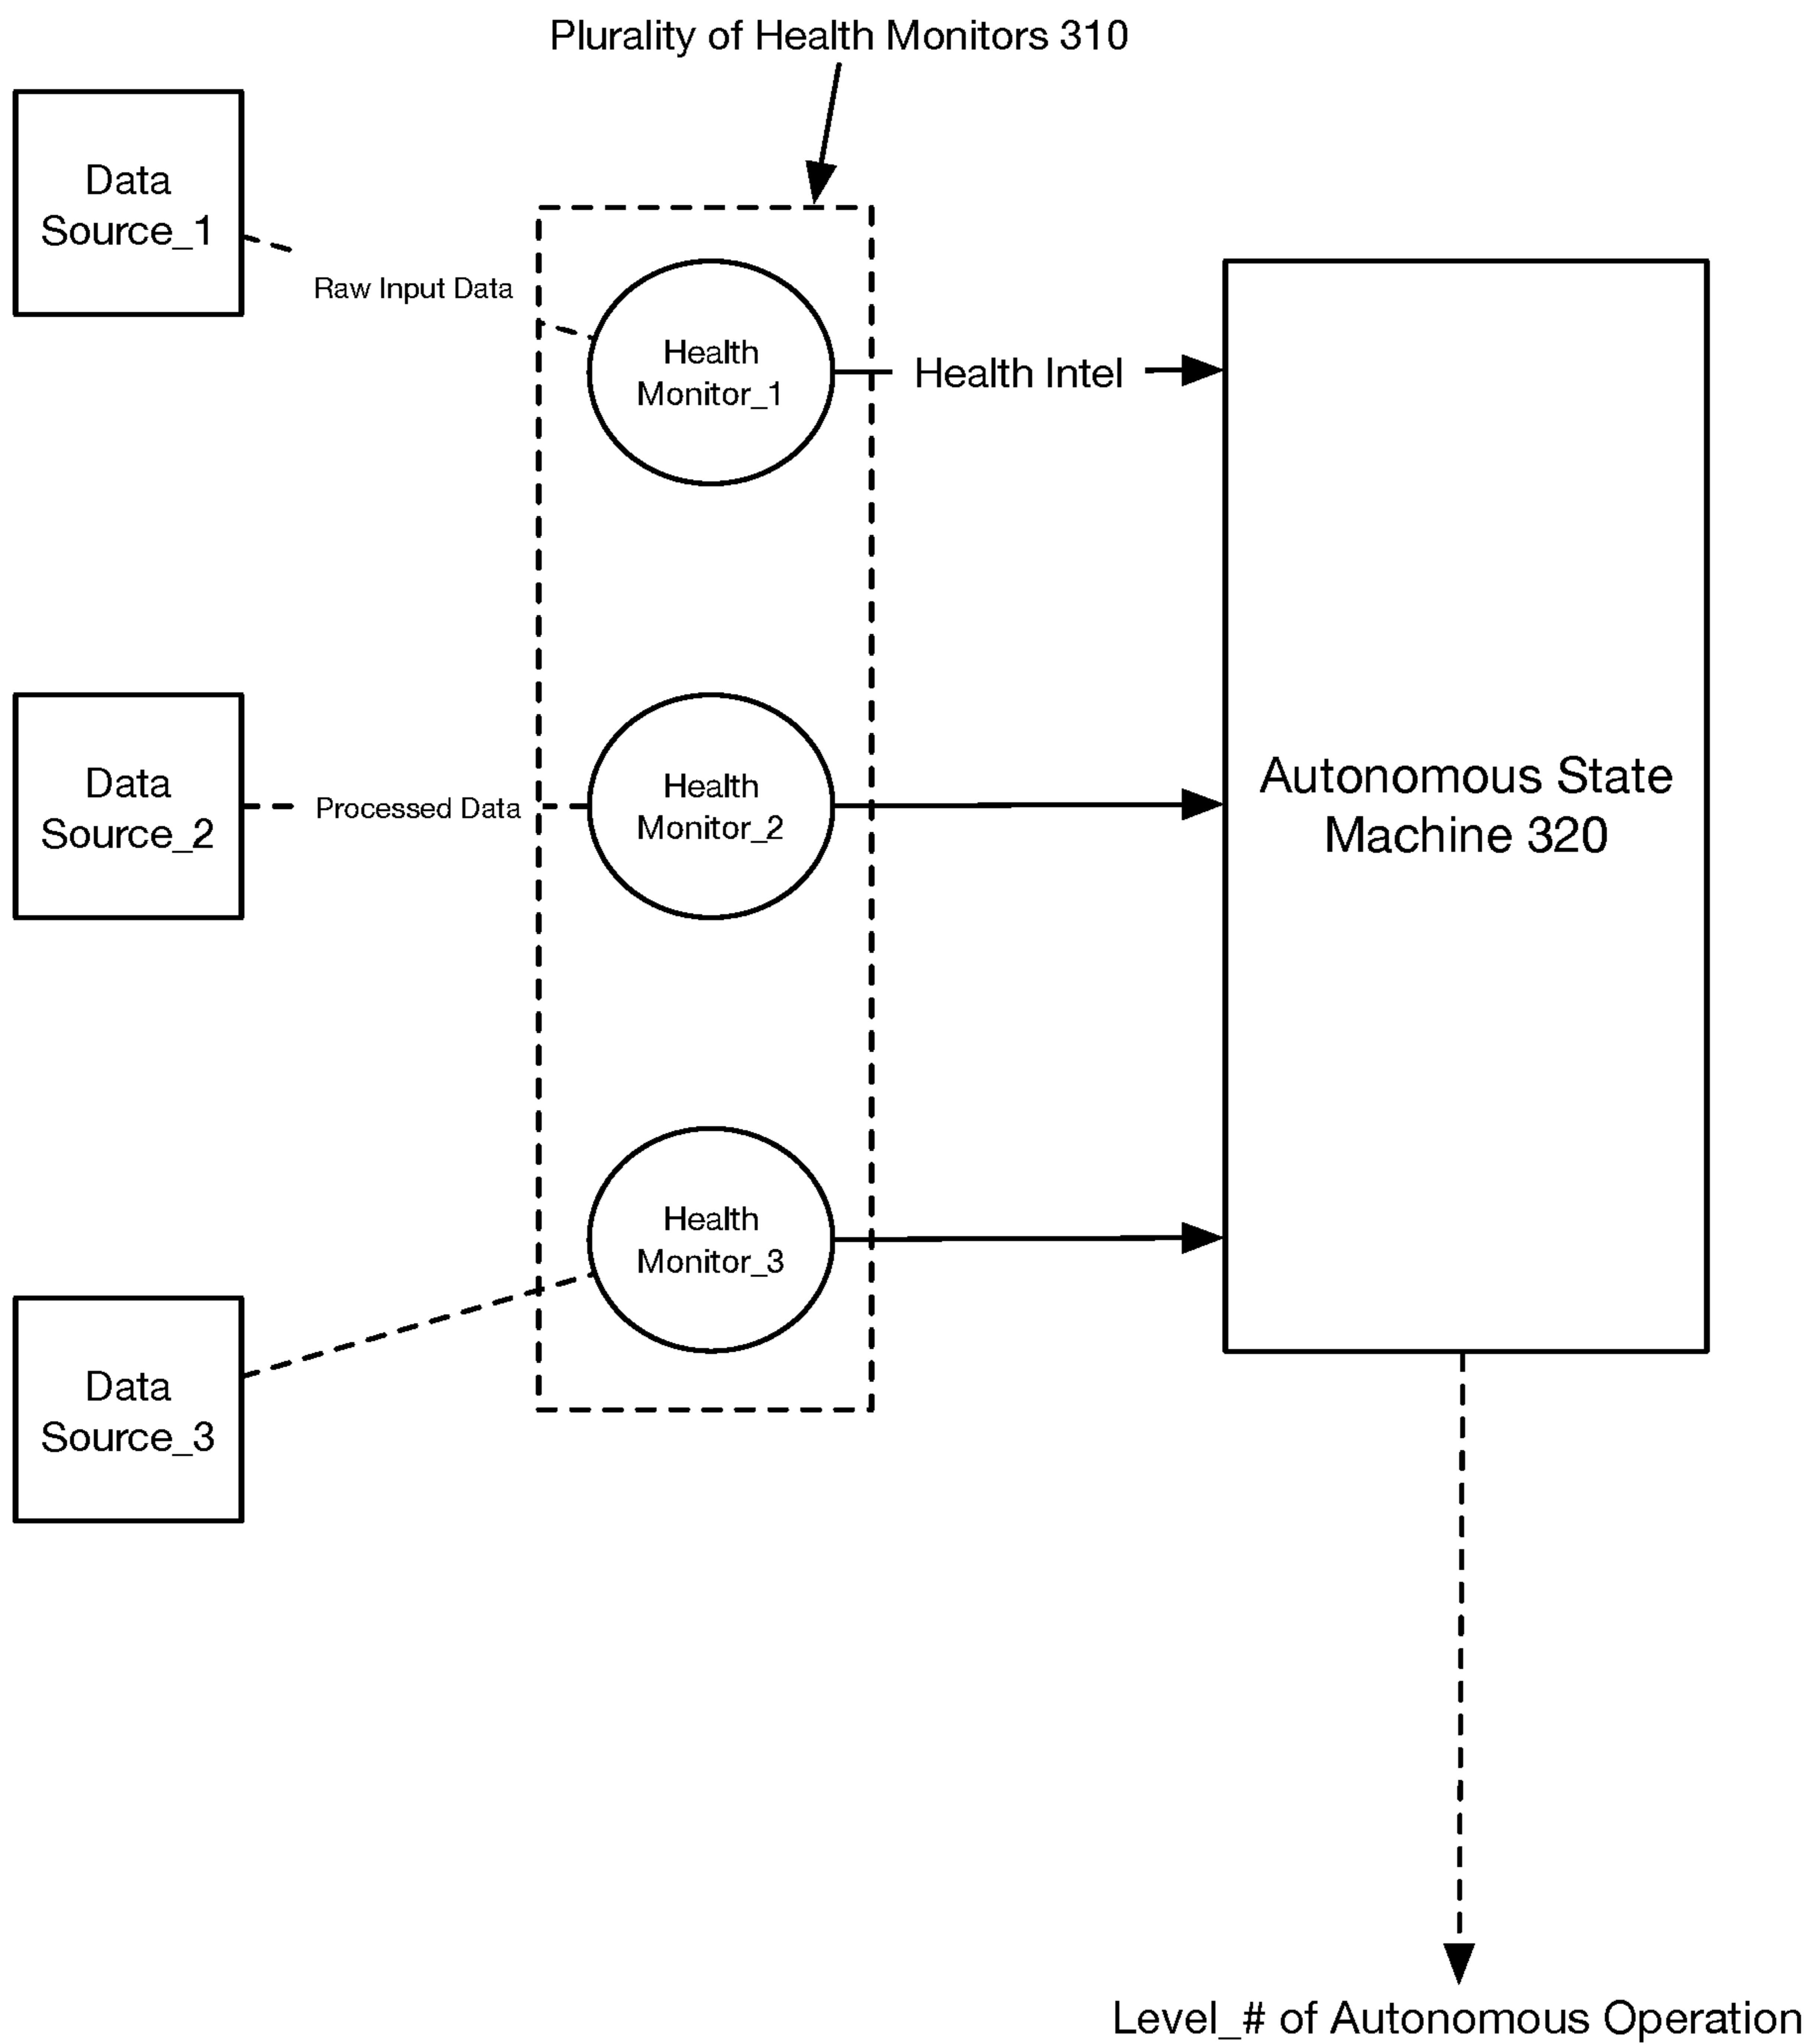 Plurality of Health Monitors 310
Data
Source_1
Raw Input Data
Health
Monitor_1
Health Intel
Data
Source_2
Processed Data
Health
Monitor_2
Autonomous State
Machine 320
Health
Monitor_3
Data
Source_3
Level_# of Autonomous Operation